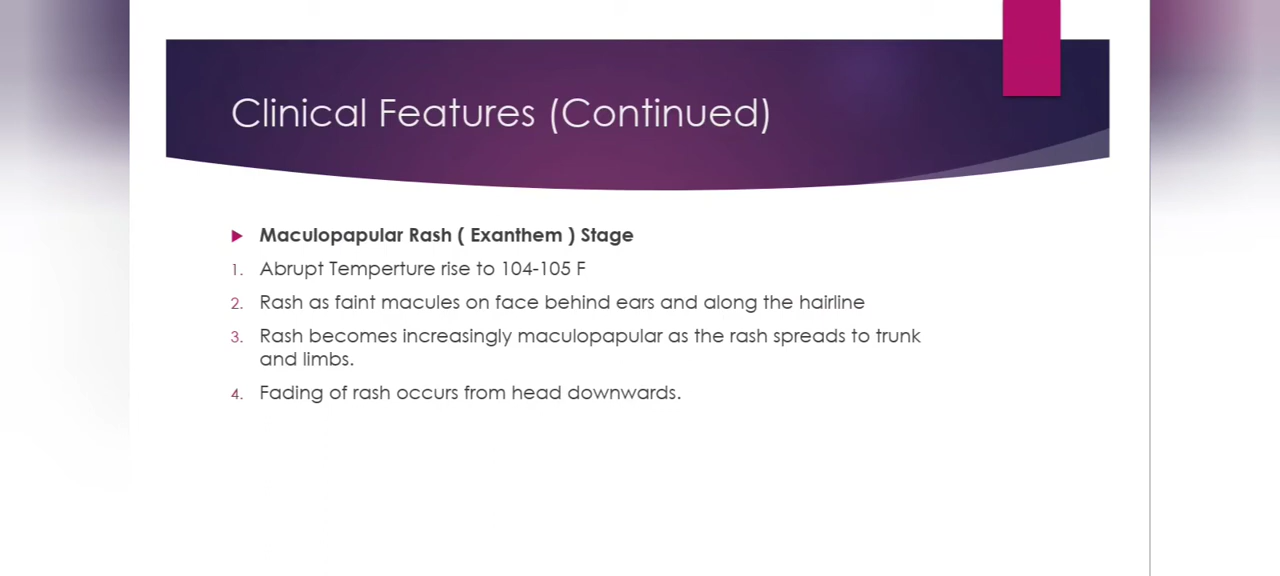 Clinical Features (Continued)
Maculopapular Rash ( Exanthem ) Stage
1. Abrupt Temperture rise to 104-105 F
2. Rash as faint macules on face behind ears and along the hairline
3. Rash becomes increasingly maculopapular as the rash spreads to trunk
and limbs.
4. Fading of rash occurs from head downwards.